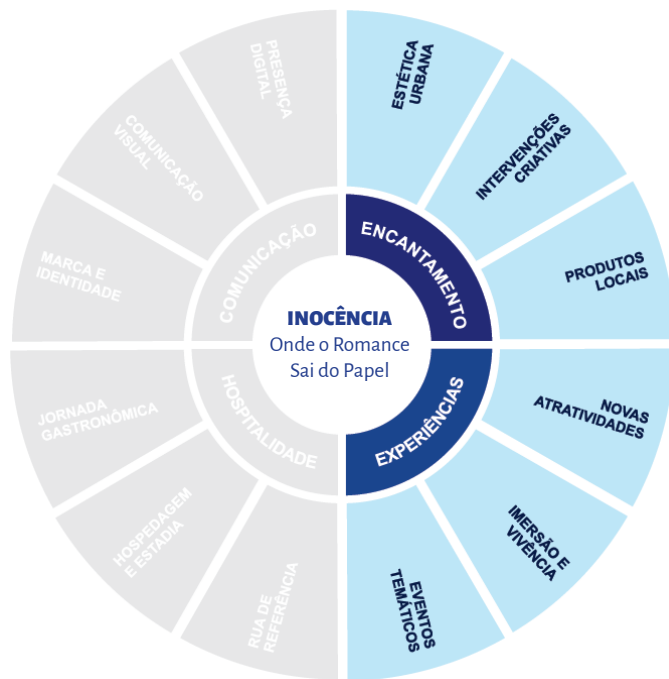 PRESENÇA
DIGITAL
ESTÉTICA
URBANA
COMUNICAÇÃO
VISUAL
INTERVENÇÕES
CRIATIVAS
MARCA E
IDENTIDADE
PRODUTOS
LOCAIS
COMUNICAÇÃO
ENCANTAMENTO
INOCÊNCIA
Onde o Romance
Sai do Papel
HOSPITALIDADE
EXPERIÊNCIAS
JORNADA
GASTRONÔMICA
NOVAS
ATRATIVIDADES
HOSPEDAGEM
E ESTADIA
IMERSÃO E
VIVÊNCIA
RUA DE
REFERÊNCIA
EVENTOS
TEMÁTICOS